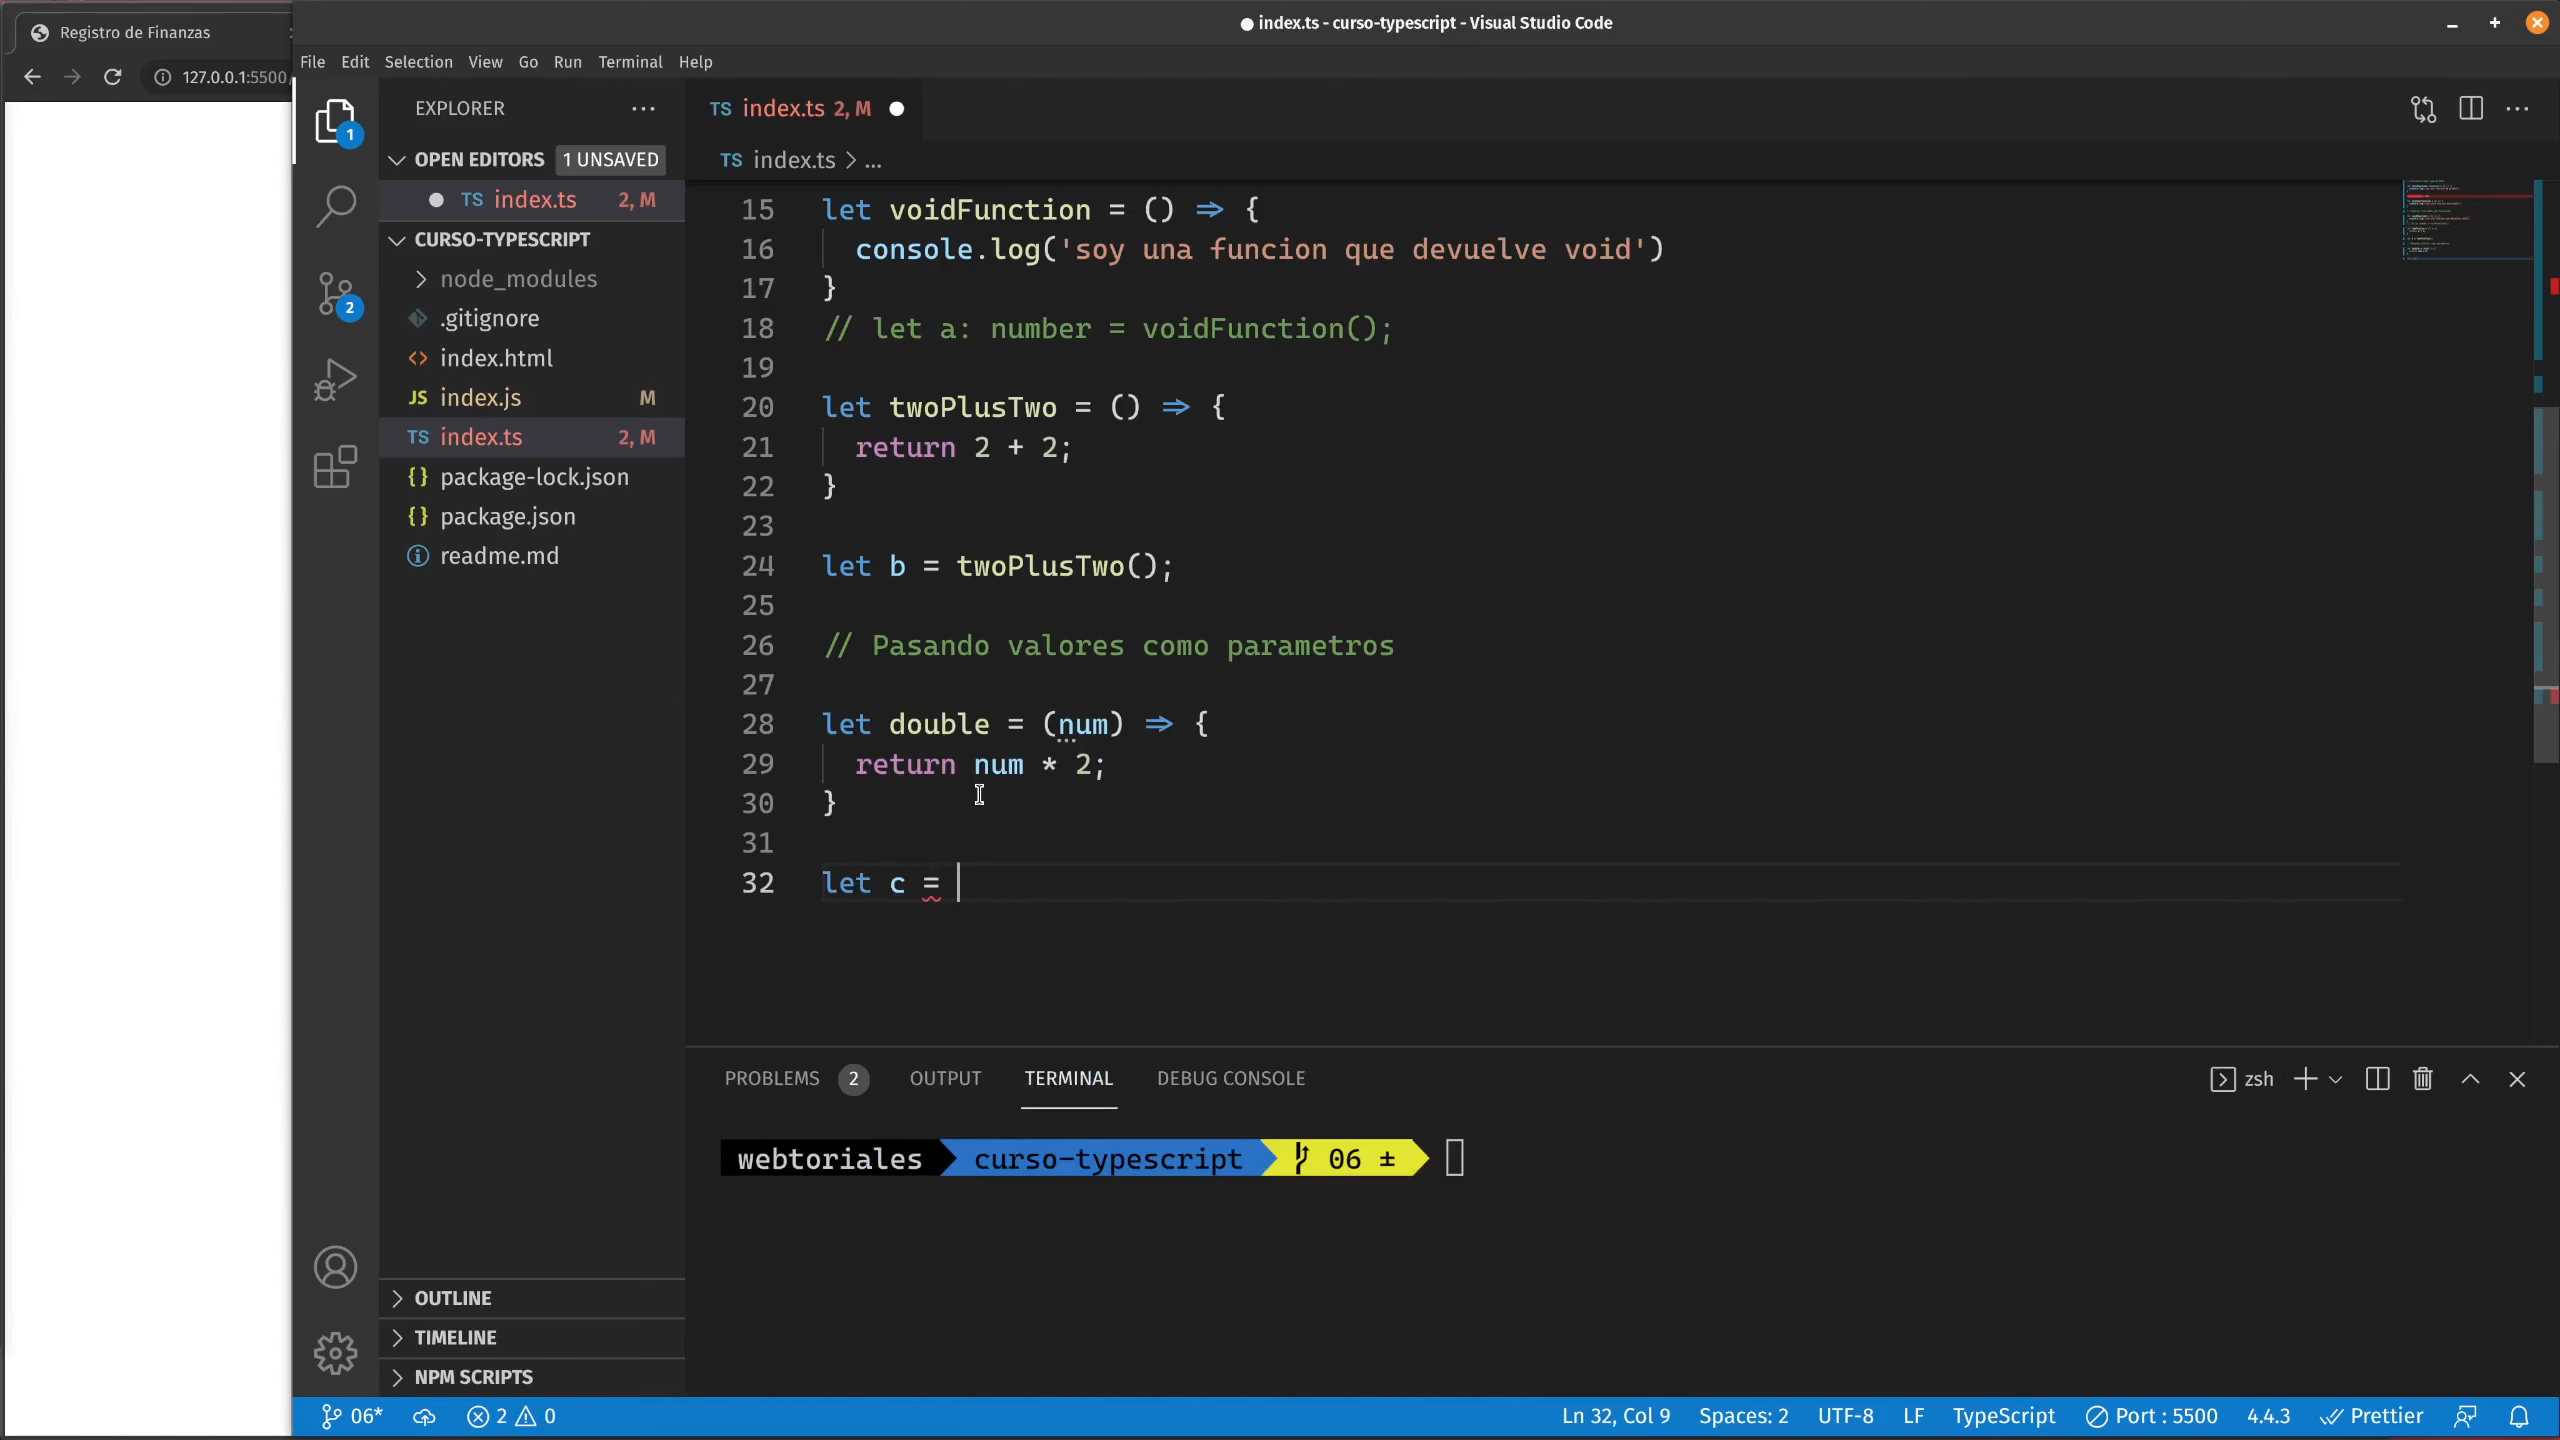 Registro de Finanzas
127.0.0.1:5500/
index.ts - curso-typescript - Visual Studio Code
File Edit Selection View Go Run Terminal Help
1
2
EXPLORER
OPEN EDITORS 1 UNSAVED
TS index.ts 2, M
CURSO-TYPESCRIPT
node_modules
.gitignore
<> index.html
JS index.js M
TS index.ts 2, M
{} package-lock.json
{} package.json
readme.md
OUTLINE
TIMELINE
NPM SCRIPTS
TS index.ts 2, M
TS index.ts > ...
15 let voidFunction = () => {
16 console.log('soy una funcion que devuelve void')
17 }
18 // let a: number = voidFunction();
19
20 let twoPlusTwo = () => {
21 return 2 + 2;
22 }
23
24 let b = twoPlusTwo();
25
26 // Pasando valores como parametros
27
28 let double = (num) => {
29 return num * 2;
30 }
31
32 let c =
PROBLEMS 2 OUTPUT TERMINAL DEBUG CONSOLE
zsh
webtoriales curso-typescript 06 ±
06* 2 0
Ln 32, Col 9 Spaces: 2 UTF-8 LF TypeScript Port : 5500 4.4.3 Prettier